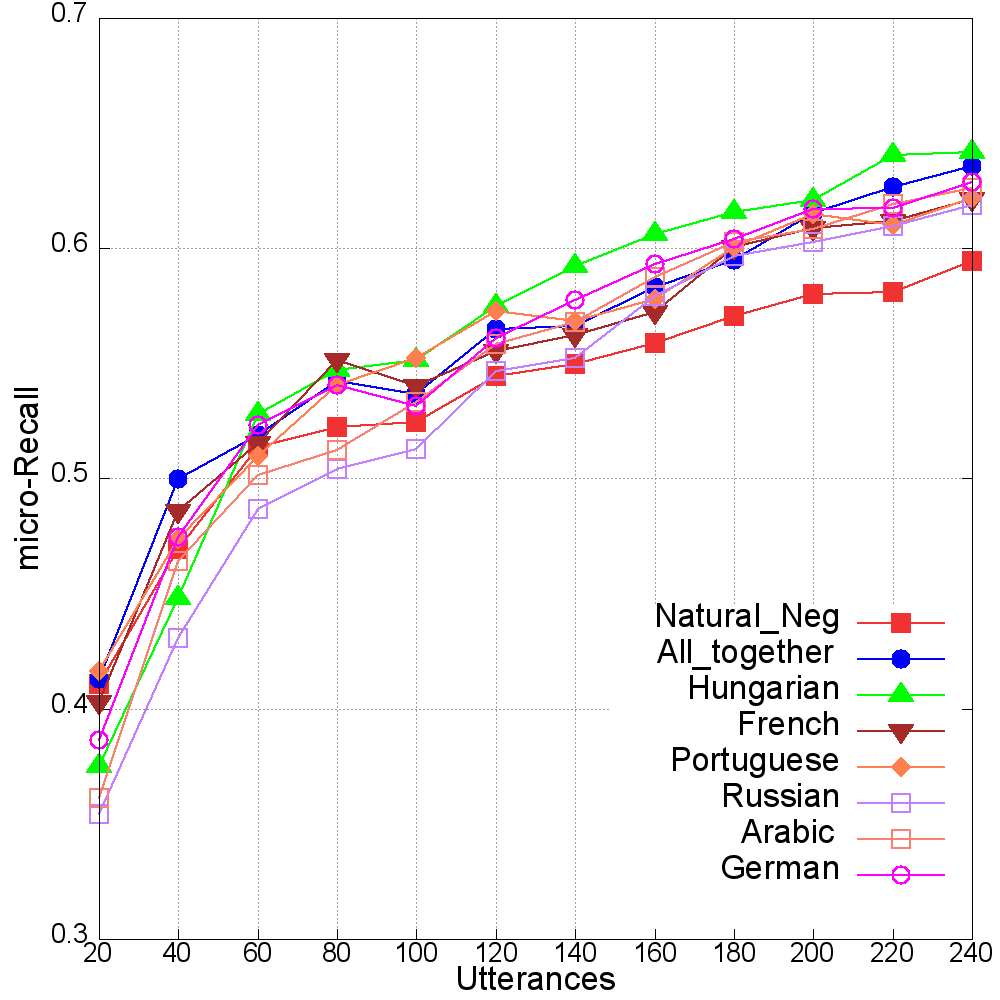 0.7
0.6
0.5
0.4
0.3
micro-Recall
Natural_Neg
All_together
Hungarian
French
Portuguese
Russian
Arabic
German
20 40 60 80 100 120 140 160 180 200 220 240
Utterances